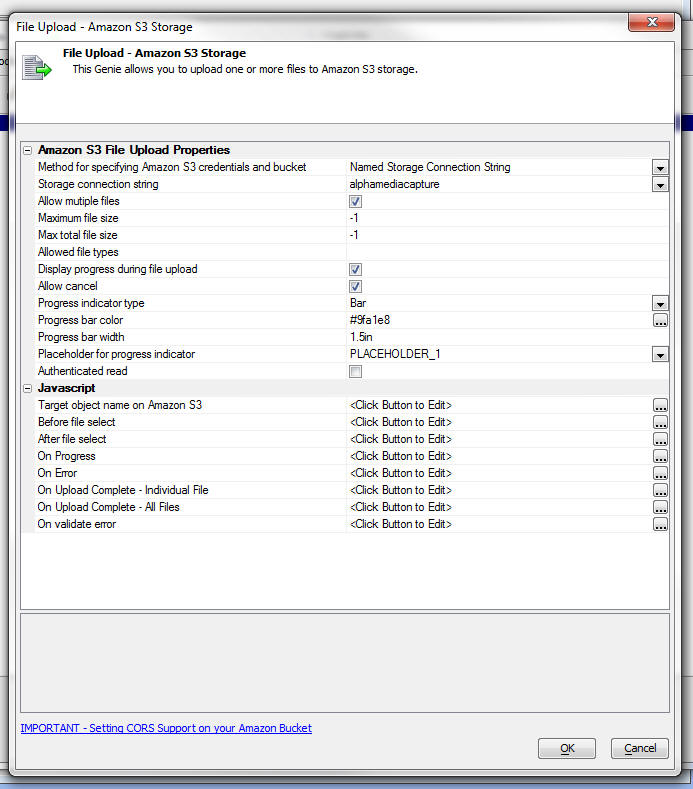 File Upload - Amazon S3 Storage
File Upload - Amazon S3 Storage
This Genie allows you to upload one or more files to Amazon S3 storage.
Amazon S3 File Upload Properties
Method for specifying Amazon S3 credentials and bucket Named Storage Connection String
Storage connection string alphamediacapture
Allow mutiple files
Maximum file size -1
Max total file size -1
Allowed file types
Display progress during file upload
Allow cancel
Progress indicator type Bar
Progress bar color #9fa1e8
Progress bar width 1.5in
Placeholder for progress indicator PLACEHOLDER_1
Authenticated read
Javascript
Target object name on Amazon S3 <Click Button to Edit>
Before file select <Click Button to Edit>
After file select <Click Button to Edit>
On Progress <Click Button to Edit>
On Error <Click Button to Edit>
On Upload Complete - Individual File <Click Button to Edit>
On Upload Complete - All Files <Click Button to Edit>
On validate error <Click Button to Edit>
IMPORTANT - Setting CORS Support on your Amazon Bucket
OK Cancel